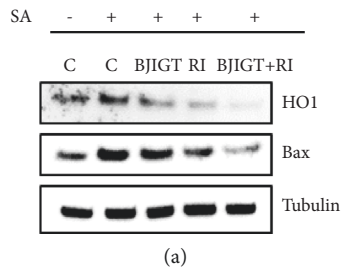 SA - + + + +
C C BJIGT RI BJIGT+RI
HO1
Bax
Tubulin
(a)